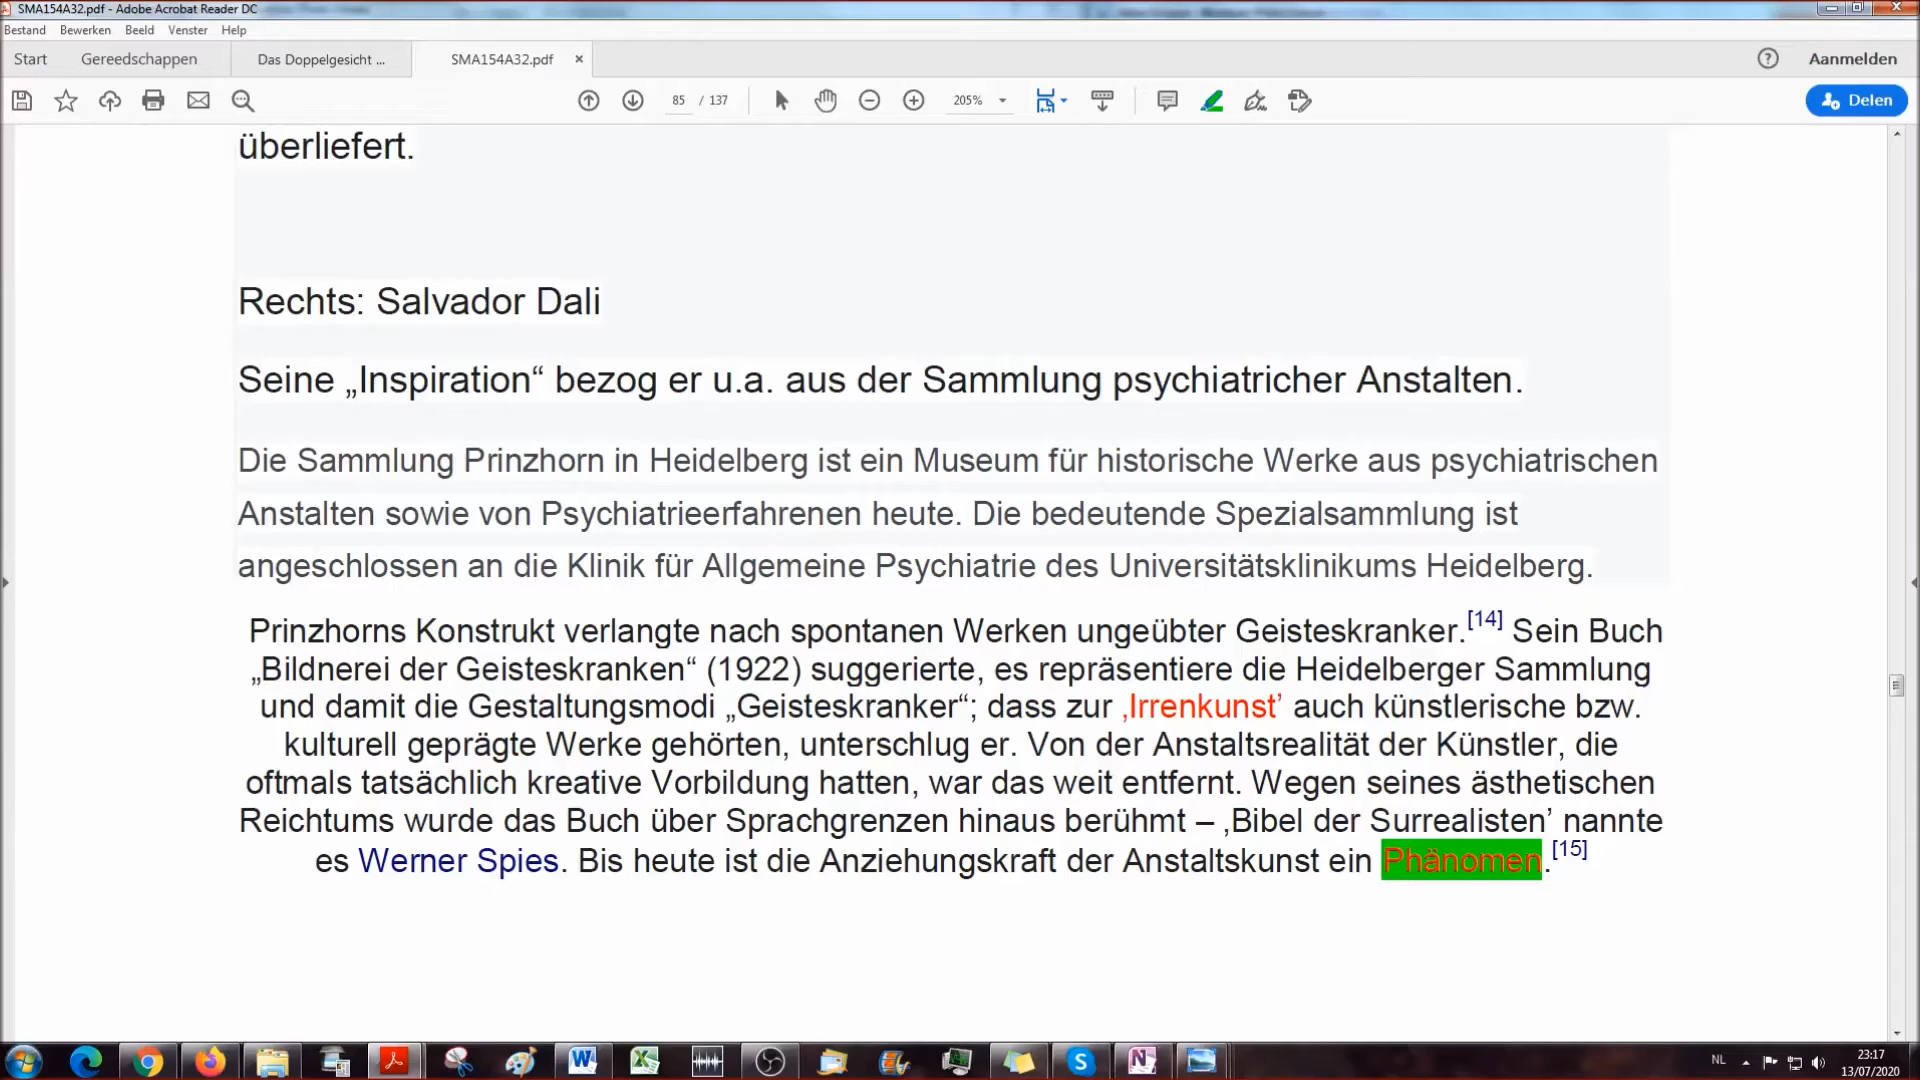 SMA154A32.pdf - Adobe Acrobat Reader DC
Bestand Bewerken Beeld Venster Help
Start Gereedschappen Das Doppelgesicht ... SMA154A32.pdf × Aanmelden
85 / 137 205% Delen
überliefert.
Rechts: Salvador Dali
Seine „Inspiration“ bezog er u.a. aus der Sammlung psychiatricher Anstalten.
Die Sammlung Prinzhorn in Heidelberg ist ein Museum für historische Werke aus psychiatrischen
Anstalten sowie von Psychiatrieerfahrenen heute. Die bedeutende Spezialsammlung ist
angeschlossen an die Klinik für Allgemeine Psychiatrie des Universitätsklinikums Heidelberg.
Prinzhorns Konstrukt verlangte nach spontanen Werken ungeübter Geisteskranker.[14] Sein Buch
„Bildnerei der Geisteskranken“ (1922) suggerierte, es repräsentiere die Heidelberger Sammlung
und damit die Gestaltungsmodi „Geisteskranker“; dass zur ‚Irrenkunst’ auch künstlerische bzw.
kulturell geprägte Werke gehörten, unterschlug er. Von der Anstaltsrealität der Künstler, die
oftmals tatsächlich kreative Vorbildung hatten, war das weit entfernt. Wegen seines ästhetischen
Reichtums wurde das Buch über Sprachgrenzen hinaus berühmt – ‚Bibel der Surrealisten’ nannte
es Werner Spies. Bis heute ist die Anziehungskraft der Anstaltskunst ein Phänomen.[15]
NL 23:17
13/07/2020